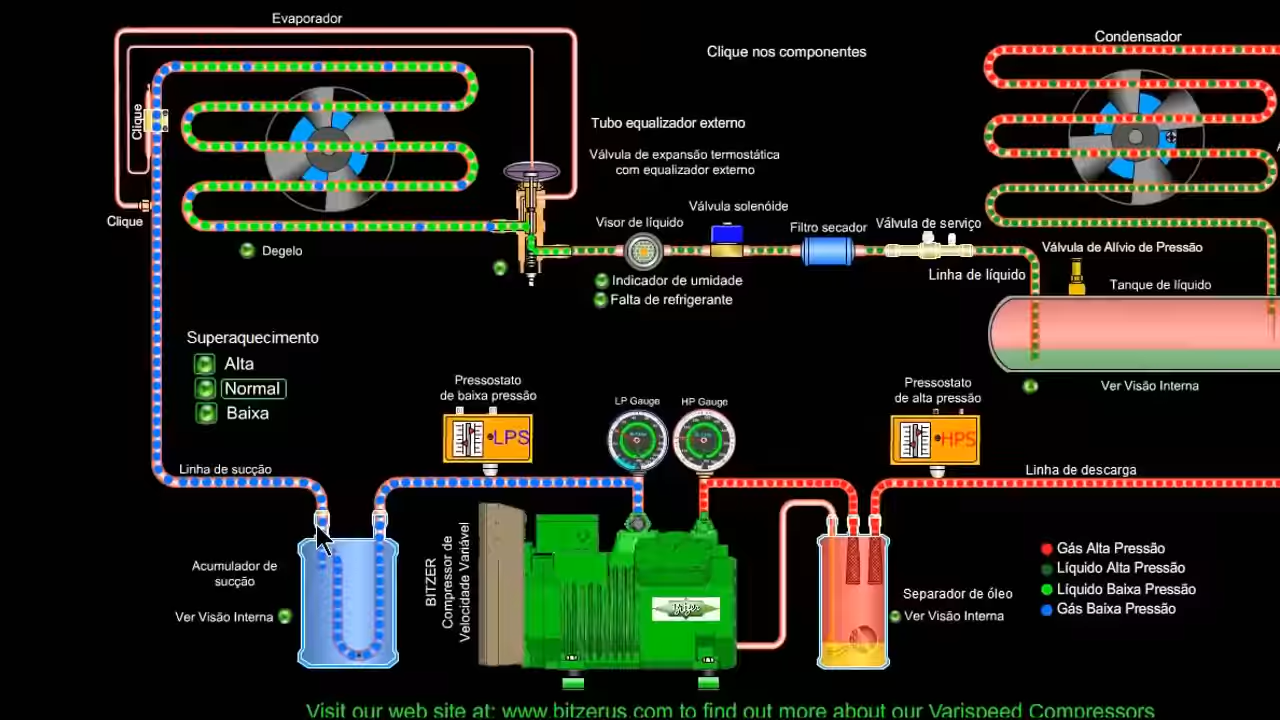 Evaporador
Condensador
Clique nos componentes
Clique
Tubo equalizador externo
Válvula de expansão termostática
com equalizador externo
Clique
Visor de líquido
Válvula solenóide
Filtro secador
Válvula de serviço
Degelo
Indicador de umidade
Falta de refrigerante
Linha de líquido
Válvula de Alívio de Pressão
Tanque de líquido
Superaquecimento
Alta
Normal
Baixa
Pressostato
de baixa pressão
LP Gauge
HP Gauge
Pressostato
de alta pressão
Ver Visão Interna
LPS
HPS
Linha de sucção
Linha de descarga
Acumulador de
sucção
Ver Visão Interna
BITZER
Compressor de
Velocidade Variável
Bitzer
Separador de óleo
Ver Visão Interna
Gás Alta Pressão
Líquido Alta Pressão
Líquido Baixa Pressão
Gás Baixa Pressão
Visit our web site at: www.bitzerus.com to find out more about our Varispeed Compressors